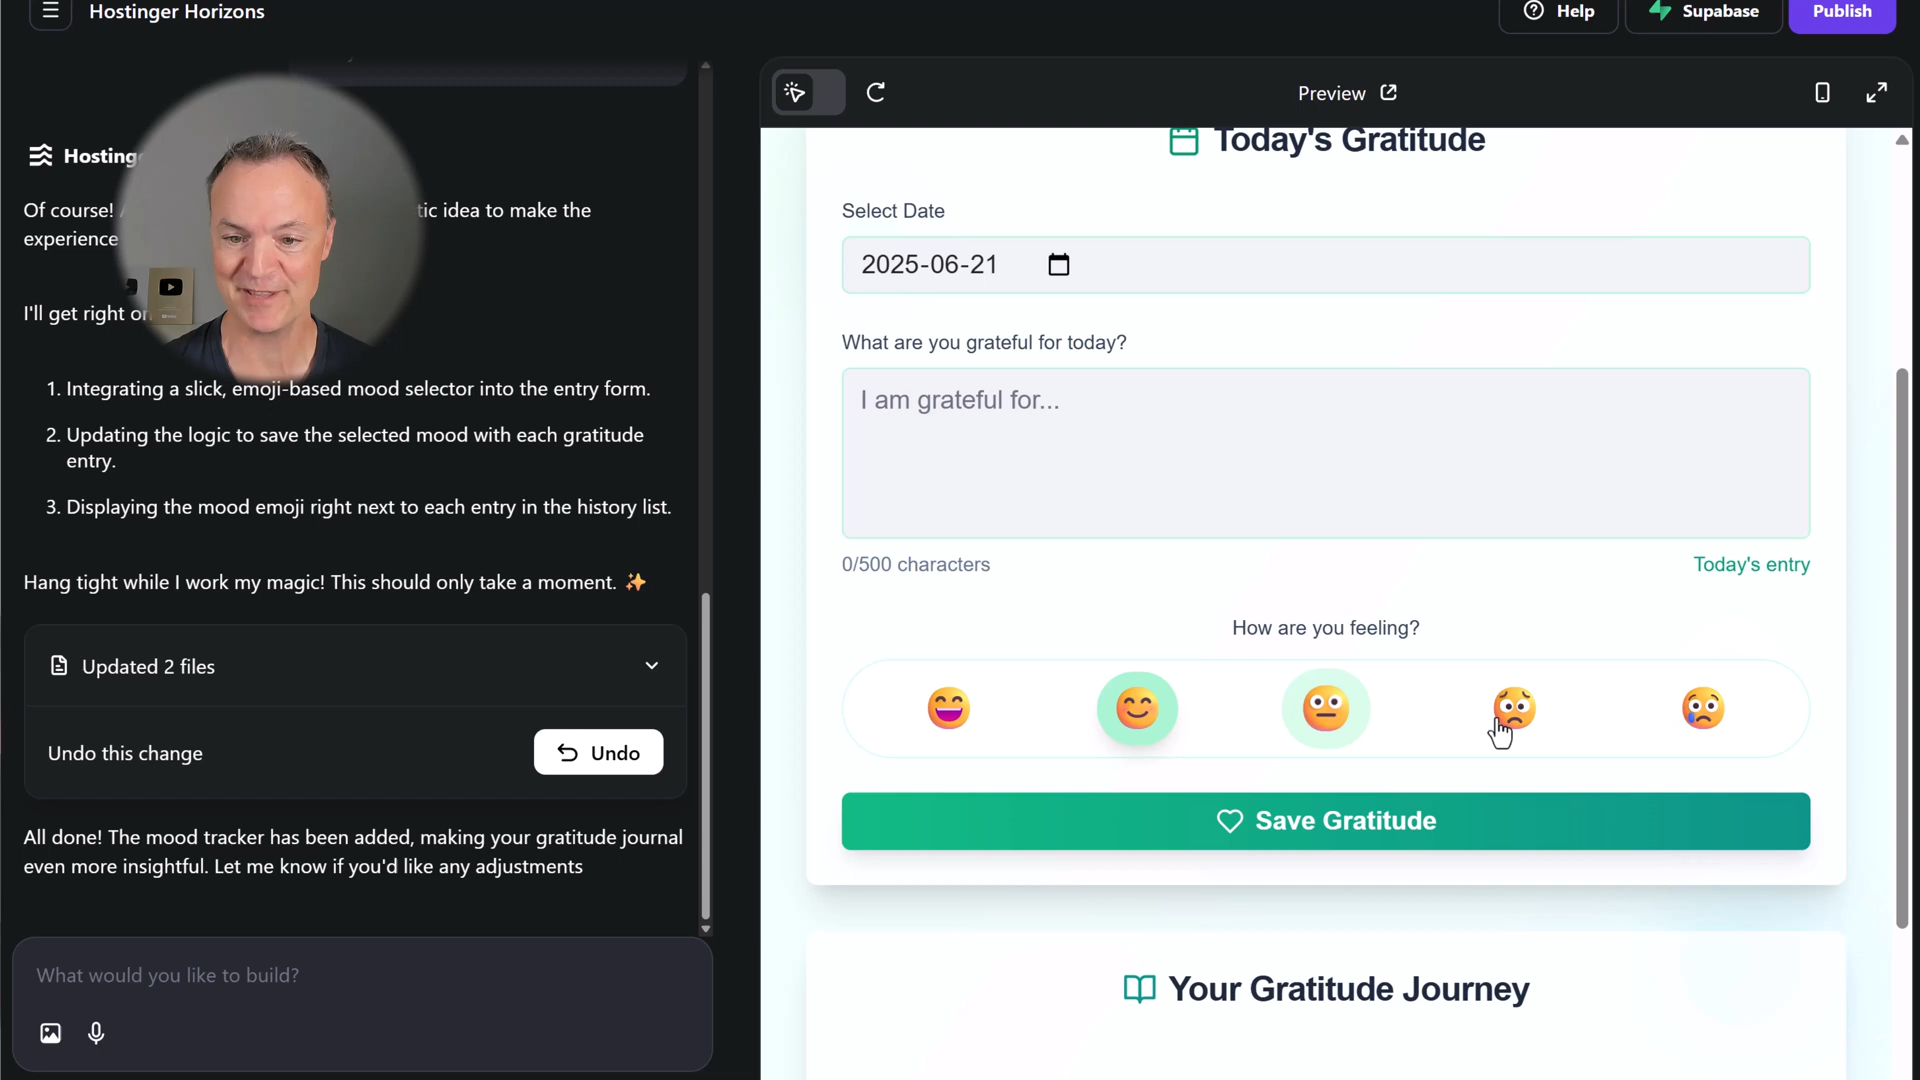 Hostinger Horizons
Help
Supabase
Publish
Preview
Hosting
Of course!
tic idea to make the
experience
I'll get right on
1. Integrating a slick, emoji-based mood selector into the entry form.
2. Updating the logic to save the selected mood with each gratitude
entry.
3. Displaying the mood emoji right next to each entry in the history list.
Hang tight while I work my magic! This should only take a moment. ✨
Updated 2 files
Undo this change
Undo
All done! The mood tracker has been added, making your gratitude journal
even more insightful. Let me know if you'd like any adjustments
What would you like to build?
Today's Gratitude
Select Date
2025-06-21
What are you grateful for today?
I am grateful for...
0/500 characters
Today's entry
How are you feeling?
Save Gratitude
Your Gratitude Journey